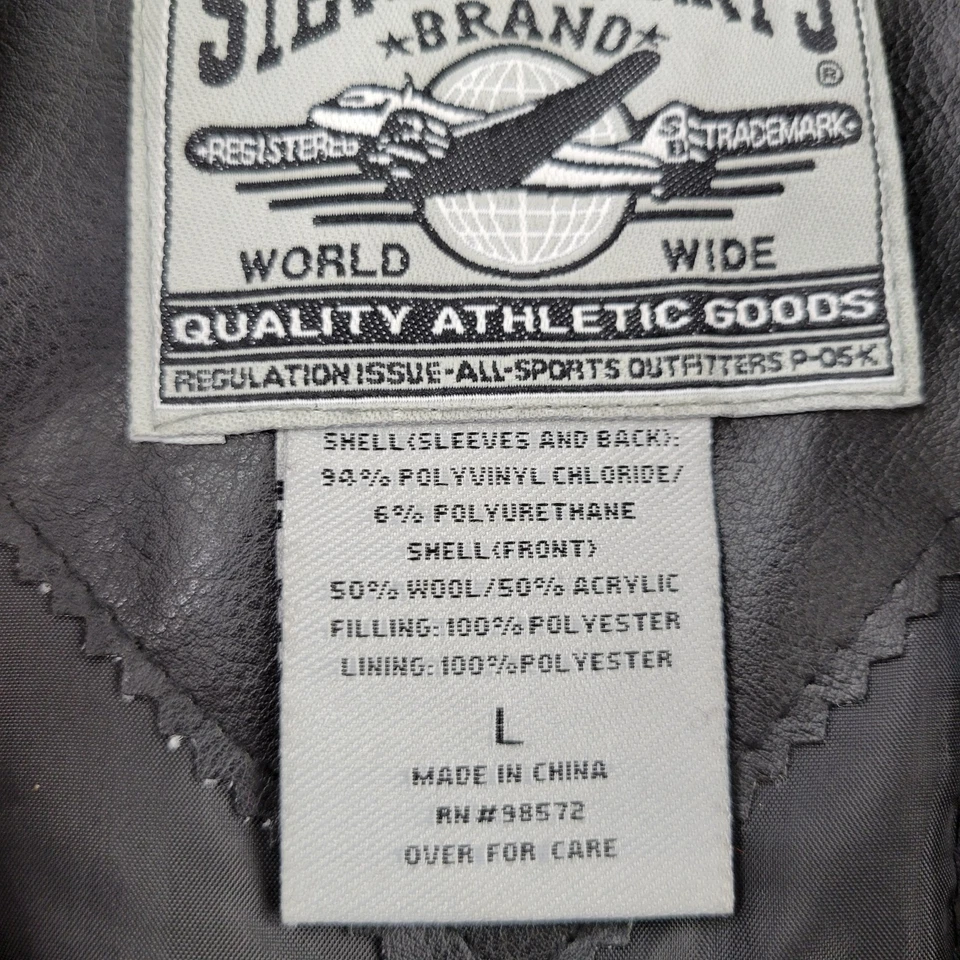 BRAND
®
REGISTERED TRADEMARK
WORLD WIDE
QUALITY ATHLETIC GOODS
REGULATION ISSUE-ALL-SPORTS OUTFITTERS P-05-K
SHELL(SLEEVES AND BACK):
94% POLYVINYL CHLORIDE/
6% POLYURETHANE
SHELL(FRONT)
50% WOOL/50% ACRYLIC
FILLING:100% POLYESTER
LINING:100%POLYESTER
L
MADE IN CHINA
RN#98572
OVER FOR CARE